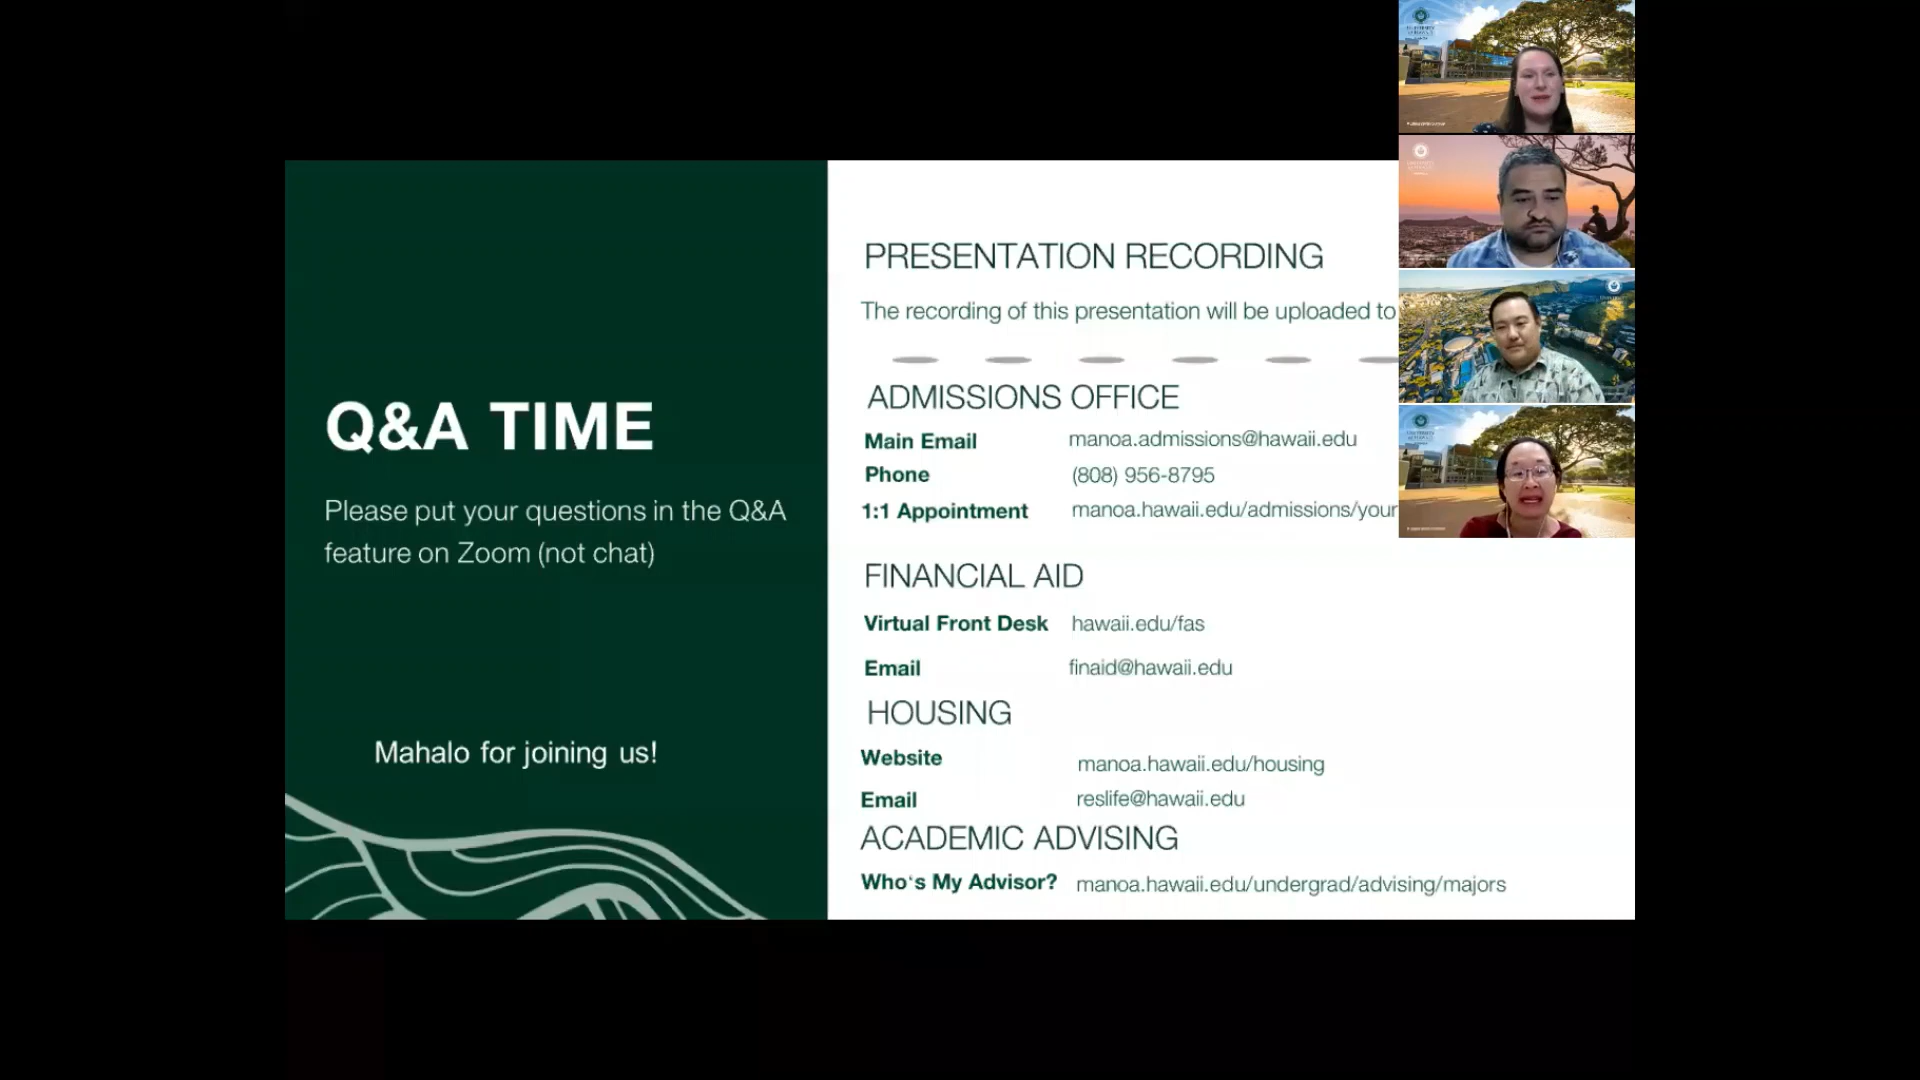 Q&A TIME
Please put your questions in the Q&A
feature on Zoom (not chat)
Mahalo for joining us!
PRESENTATION RECORDING
The recording of this presentation will be uploaded to
ADMISSIONS OFFICE
Main Email manoa.admissions@hawaii.edu
Phone (808) 956-8795
1:1 Appointment manoa.hawaii.edu/admissions/your
FINANCIAL AID
Virtual Front Desk hawaii.edu/fas
Email finaid@hawaii.edu
HOUSING
Website manoa.hawaii.edu/housing
Email reslife@hawaii.edu
ACADEMIC ADVISING
Who‘s My Advisor? manoa.hawaii.edu/undergrad/advising/majors